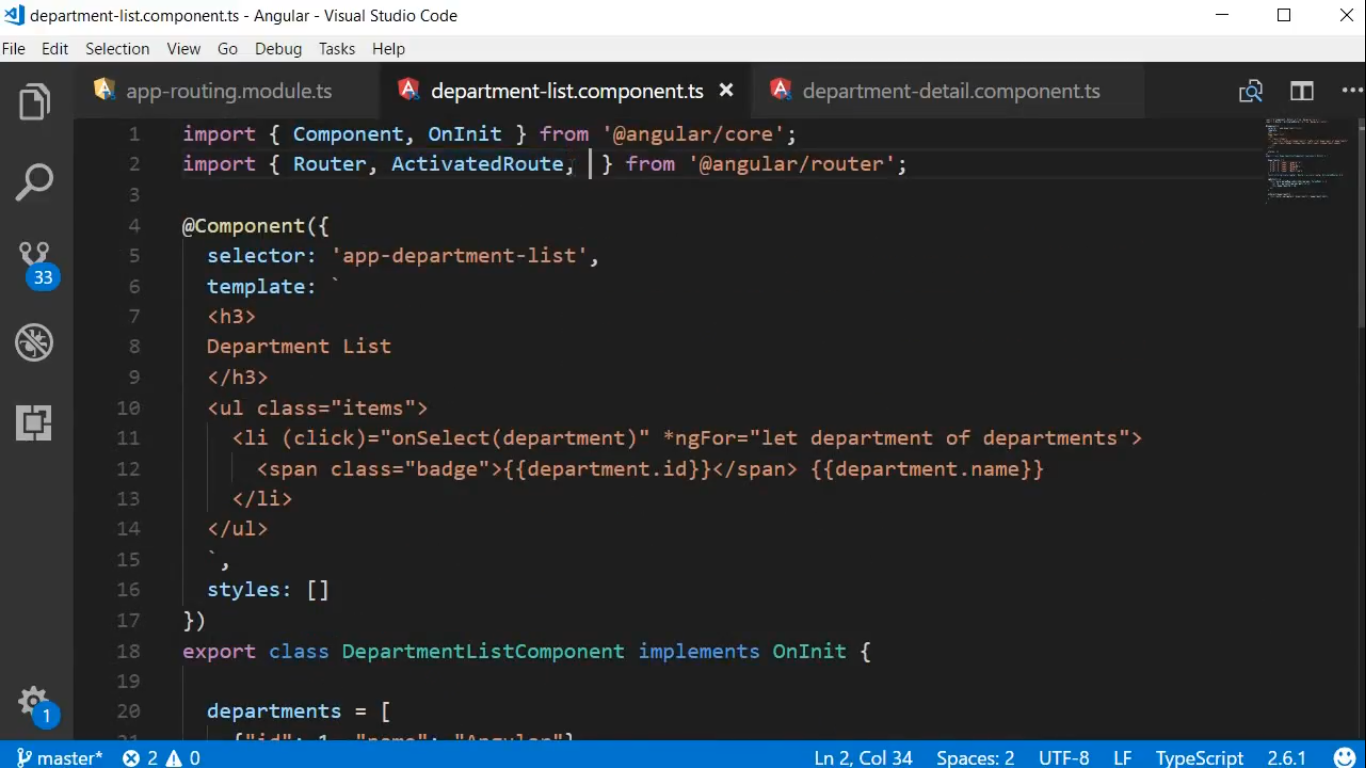 department-list.component.ts - Angular - Visual Studio Code
File Edit Selection View Go Debug Tasks Help
app-routing.module.ts department-list.component.ts department-detail.component.ts
1 import { Component, OnInit } from '@angular/core';
2 import { Router, ActivatedRoute, } from '@angular/router';
3
4 @Component({
5 selector: 'app-department-list',
6 template: `
7 <h3>
8 Department List
9 </h3>
10 <ul class="items">
11 <li (click)="onSelect(department)" *ngFor="let department of departments">
12 <span class="badge">{{department.id}}</span> {{department.name}}
13 </li>
14 </ul>
15 `,
16 styles: []
17 })
18 export class DepartmentListComponent implements OnInit {
19
20 departments = [
21 {"id": 1, "name": "Angular"},
33
1
master* 2 0 Ln 2, Col 34 Spaces: 2 UTF-8 LF TypeScript 2.6.1